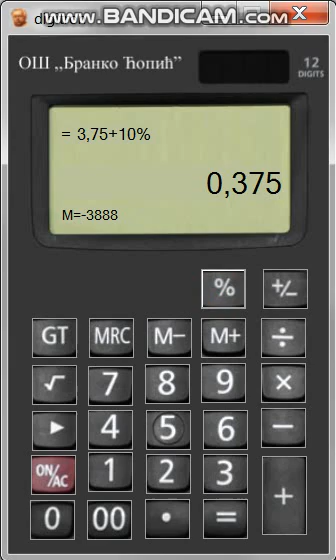 www.BANDICAM.com
ОШ ,,Бранко Ћопић”
12
DIGITS
= 3,75+10%
0,375
M=-3888
% +/−
GT MRC M− M+ ÷
√ 7 8 9 ×
▶ 4 5 6 −
ON/AC 1 2 3 +
0 00 • =